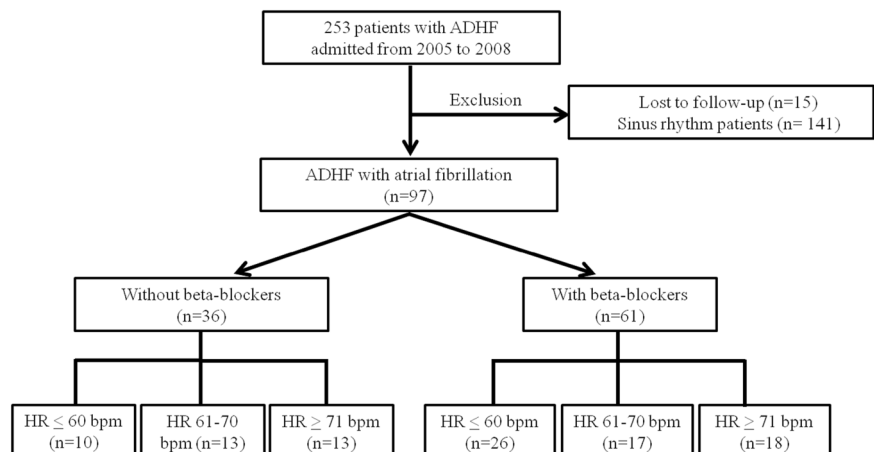 253 patients with ADHF
admitted from 2005 to 2008
Exclusion
Lost to follow-up (n=15)
Sinus rhythm patients (n= 141)
ADHF with atrial fibrillation
(n=97)
Without beta-blockers
(n=36)
With beta-blockers
(n=61)
HR ≤ 60 bpm
(n=10)
HR 61-70
bpm (n=13)
HR ≥ 71 bpm
(n=13)
HR ≤ 60 bpm
(n=26)
HR 61-70 bpm
(n=17)
HR ≥ 71 bpm
(n=18)